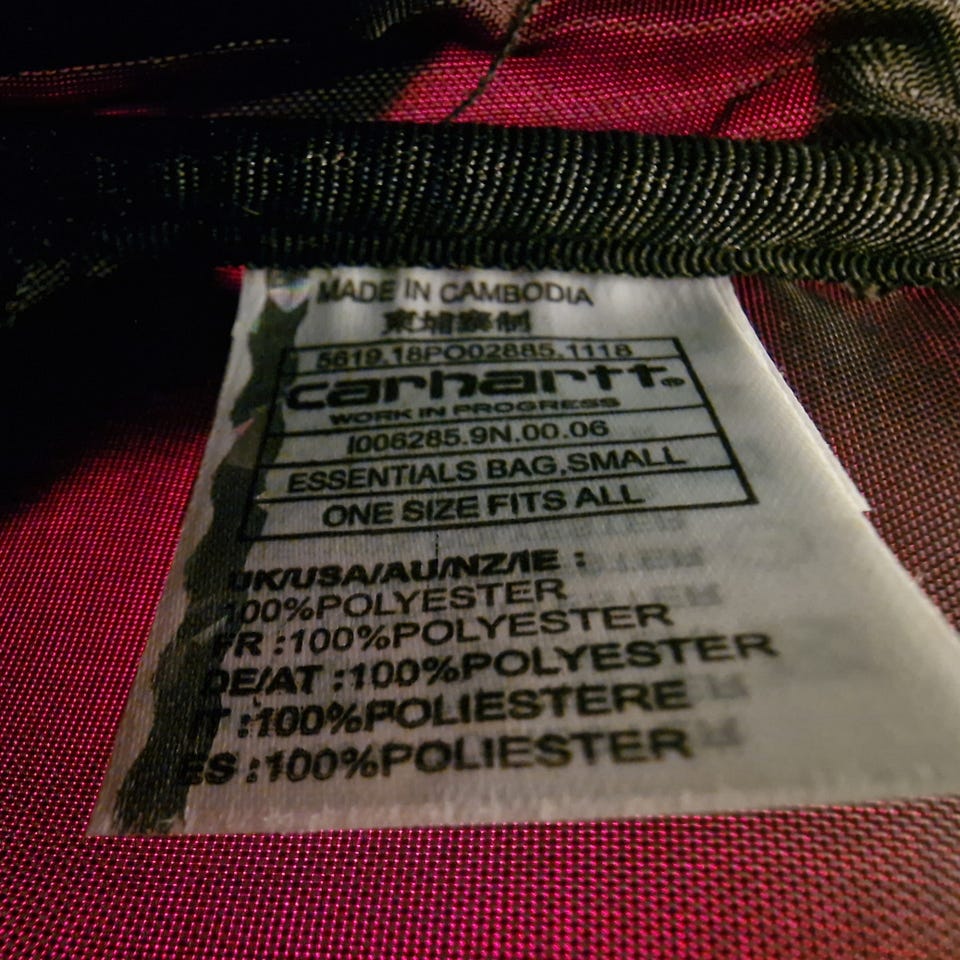 MADE IN CAMBODIA
柬埔寨制
5619.18PO02885.1118
carhartt®
WORK IN PROGRESS
I006285.9N.00.06
ESSENTIALS BAG,SMALL
ONE SIZE FITS ALL
UK/USA/AU/NZ/IE :
100%POLYESTER
FR :100%POLYESTER
DE/AT :100%POLYESTER
IT :100%POLIESTERE
ES :100%POLIESTER